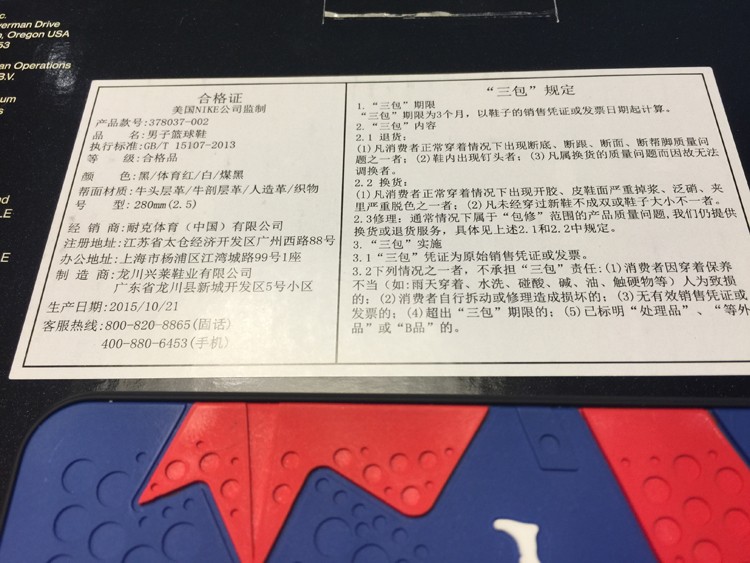 c.
verman Drive
, Oregon USA
53
an Operations
B.V.
um
s
nd
LE
E
合格证
美国NIKE公司监制
产品款号:378037-002
品　　名:男子篮球鞋
执行标准:GB/T 15107-2013
等　　级:合格品
颜　　色:黑/体育红/白/煤黑
帮面材质:牛头层革/牛剖层革/人造革/织物
号　　型:280mm(2.5)
经 销 商:耐克体育（中国）有限公司
注册地址:江苏省太仓经济开发区广州西路88号
办公地址:上海市杨浦区江湾城路99号1座
制 造 商:龙川兴莱鞋业有限公司
广东省龙川县新城开发区5号小区
生产日期:2015/10/21
客服热线:800-820-8865(固话)
400-880-6453(手机)
“三包”规定
1. “三包”期限
“三包”期限为3个月，以鞋子的销售凭证或发票日期起计算。
2. “三包”内容
2.1 退货:
(1)凡消费者正常穿着情况下出现断底、断跟、断面、断帮脚质量问
题之一者；(2)鞋内出现钉头者；(3)凡属换货的质量问题而因故无法
调换者。
2.2 换货:
(1)凡消费者正常穿着情况下出现开胶、皮鞋面严重掉浆、泛硝、夹
里严重脱色之一者；(2)凡未经穿过新鞋不成双或鞋子大小不一者。
2.3修理: 通常情况下属于“包修”范围的产品质量问题,我们仍提供
换货或退货服务，具体见上述2.1和2.2中规定。
3. “三包”实施
3.1“三包”凭证为原始销售凭证或发票。
3.2下列情况之一者，不承担“三包”责任:(1)消费者因穿着保养
不当（如:雨天穿着、水洗、碰酸、碱、油、触硬物等）人为致损
的；(2)消费者自行拆动或修理造成损坏的；(3)无有效销售凭证或
发票的；(4)超出“三包”期限的；(5)已标明“处理品”、“等外
品”或“B品”的。